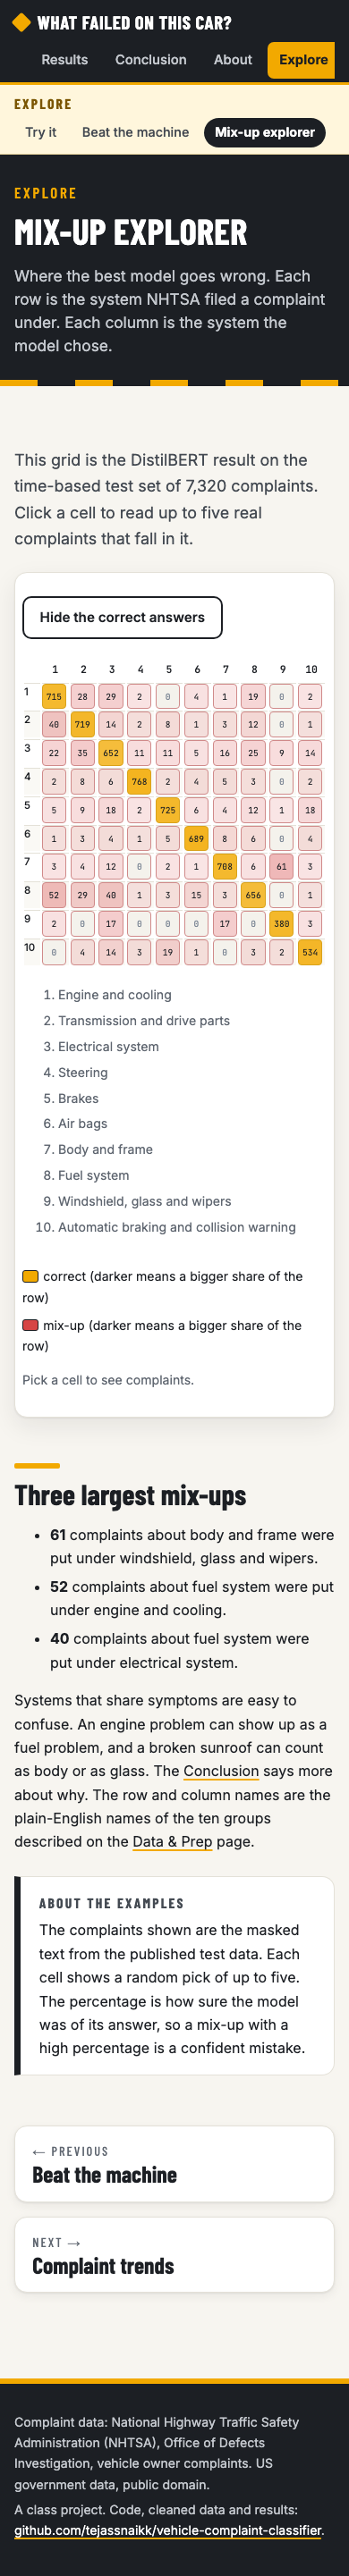 WHAT FAILED ON THIS CAR?
Results Conclusion About Explore
EXPLORE
Try it Beat the machine Mix-up explorer
EXPLORE
MIX-UP EXPLORER
Where the best model goes wrong. Each
row is the system NHTSA filed a complaint
under. Each column is the system the
model chose.
This grid is the DistilBERT result on the
time-based test set of 7,320 complaints.
Click a cell to read up to five real
complaints that fall in it.
Hide the correct answers
1 2 3 4 5 6 7 8 9 10
1 715 28 29 2 0 4 1 19 0 2
2 40 719 14 2 8 1 3 12 0 1
3 22 35 652 11 11 5 16 25 9 14
4 2 8 6 768 2 4 5 3 0 2
5 5 9 18 2 725 6 4 12 1 18
6 1 3 4 1 5 689 8 6 0 4
7 3 4 12 0 2 1 708 6 61 3
8 52 29 40 1 3 15 3 656 0 1
9 2 0 17 0 0 0 17 0 380 3
10 0 4 14 3 19 1 0 3 2 534
1. Engine and cooling
2. Transmission and drive parts
3. Electrical system
4. Steering
5. Brakes
6. Air bags
7. Body and frame
8. Fuel system
9. Windshield, glass and wipers
10. Automatic braking and collision warning
correct (darker means a bigger share of the
row)
mix-up (darker means a bigger share of the
row)
Pick a cell to see complaints.
Three largest mix-ups
• 61 complaints about body and frame were
put under windshield, glass and wipers.
• 52 complaints about fuel system were put
under engine and cooling.
• 40 complaints about fuel system were
put under electrical system.
Systems that share symptoms are easy to
confuse. An engine problem can show up as a
fuel problem, and a broken sunroof can count
as body or as glass. The Conclusion says more
about why. The row and column names are the
plain-English names of the ten groups
described on the Data & Prep page.
ABOUT THE EXAMPLES
The complaints shown are the masked
text from the published test data. Each
cell shows a random pick of up to five.
The percentage is how sure the model
was of its answer, so a mix-up with a
high percentage is a confident mistake.
← PREVIOUS
Beat the machine
NEXT →
Complaint trends
Complaint data: National Highway Traffic Safety
Administration (NHTSA), Office of Defects
Investigation, vehicle owner complaints. US
government data, public domain.
A class project. Code, cleaned data and results:
github.com/tejassnaikk/vehicle-complaint-classifier.